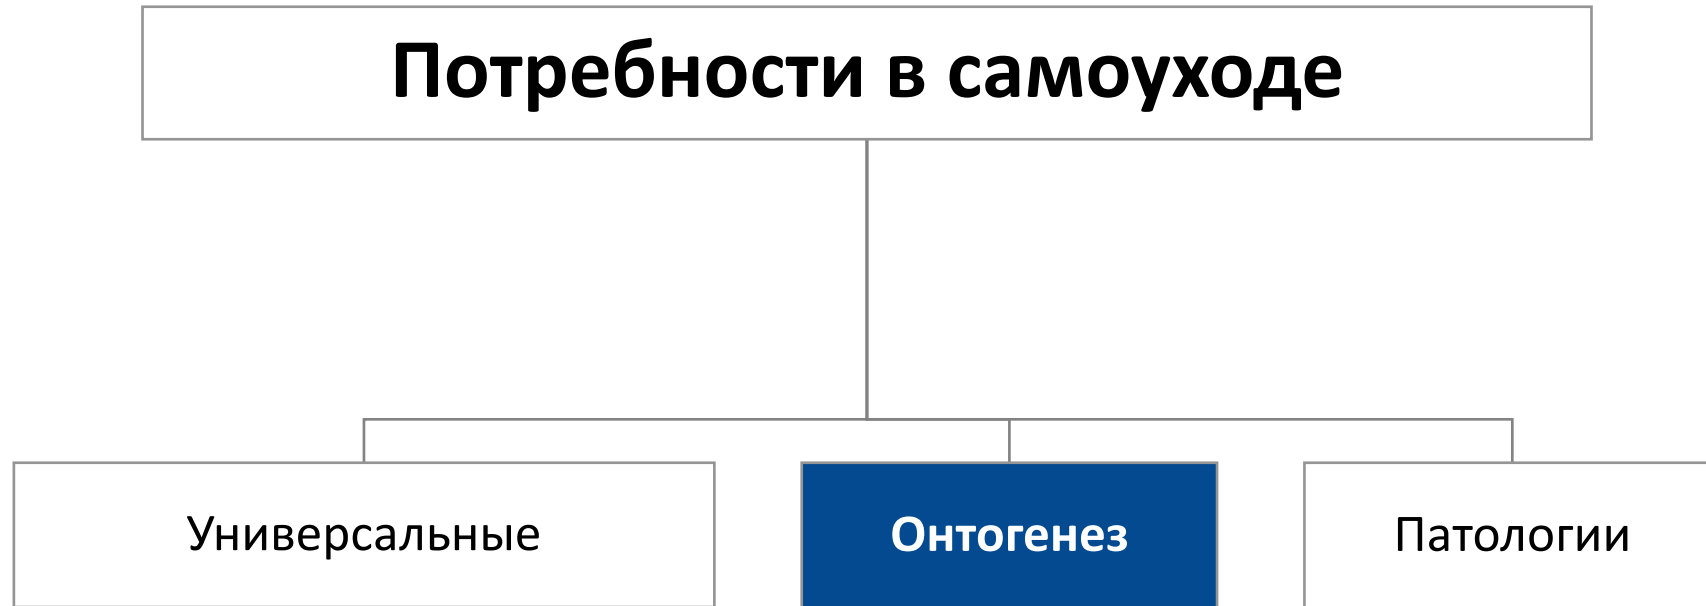 Потребности в самоуходе
Универсальные
Онтогенез
Патологии